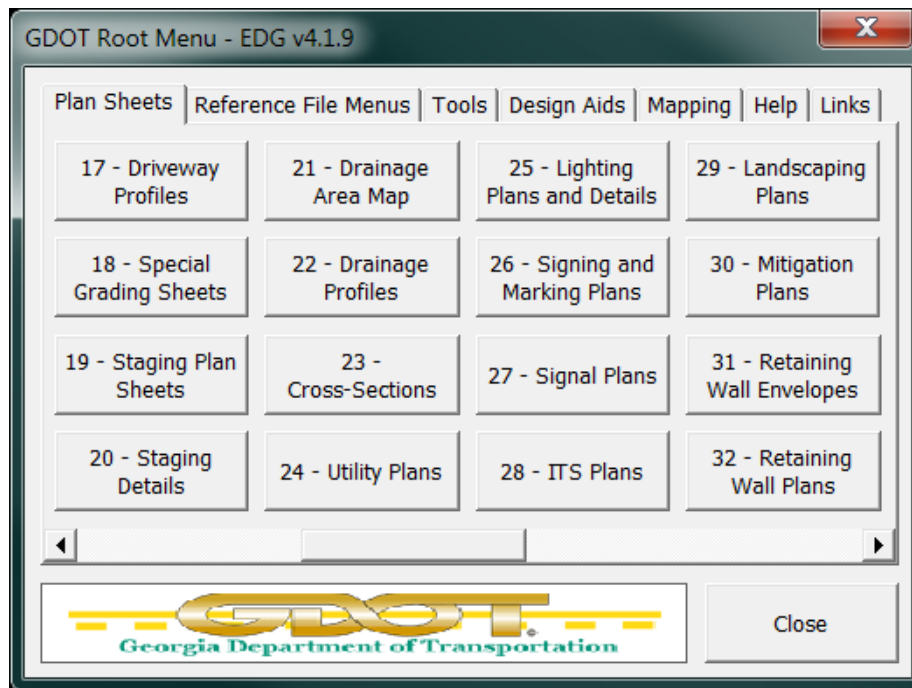 GDOT Root Menu - EDG v4.1.9
X
Plan Sheets
Reference File Menus
Tools
Design Aids
Mapping
Help
Links
17 - Driveway
Profiles
21 - Drainage
Area Map
25 - Lighting
Plans and Details
29 - Landscaping
Plans
18 - Special
Grading Sheets
22 - Drainage
Profiles
26 - Signing and
Marking Plans
30 - Mitigation
Plans
19 - Staging Plan
Sheets
23 -
Cross-Sections
27 - Signal Plans
31 - Retaining
Wall Envelopes
20 - Staging
Details
24 - Utility Plans
28 - ITS Plans
32 - Retaining
Wall Plans
GDOT®
Georgia Department of Transportation
Close